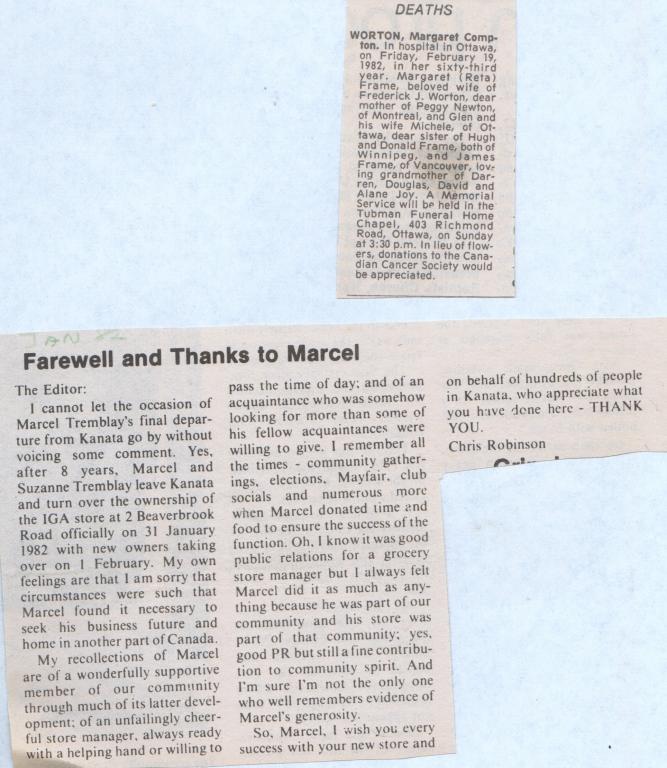 DEATHS
WORTON, Margaret Comp-
ton. In hospital in Ottawa,
on Friday, February 19,
1982, in her sixty-third
year. Margaret (Reta)
Frame, beloved wife of
Frederick J. Worton, dear
mother of Peggy Newton,
of Montreal, and Glen and
his wife Michele, of Ot-
tawa, dear sister of Hugh
and Donald Frame, both of
Winnipeg, and James
Frame, of Vancouver, lov-
ing grandmother of Dar-
ren, Douglas, David and
Alane Joy. A Memorial
Service will be held in the
Tubman Funeral Home
Chapel, 403 Richmond
Road, Ottawa, on Sunday
at 3:30 p.m. In lieu of flow-
ers, donations to the Cana-
dian Cancer Society would
be appreciated.
JAN 82
Farewell and Thanks to Marcel
The Editor:
I cannot let the occasion of
Marcel Tremblay's final depar-
ture from Kanata go by without
voicing some comment. Yes,
after 8 years, Marcel and
Suzanne Tremblay leave Kanata
and turn over the ownership of
the IGA store at 2 Beaverbrook
Road officially on 31 January
1982 with new owners taking
over on 1 February. My own
feelings are that I am sorry that
circumstances were such that
Marcel found it necessary to
seek his business future and
home in another part of Canada.
My recollections of Marcel
are of a wonderfully supportive
member of our community
through much of its latter devel-
opment; of an unfailingly cheer-
ful store manager, always ready
with a helping hand or willing to
pass the time of day; and of an
acquaintance who was somehow
looking for more than some of
his fellow acquaintances were
willing to give. I remember all
the times - community gather-
ings, elections, Mayfair, club
socials and numerous more
when Marcel donated time and
food to ensure the success of the
function. Oh, I know it was good
public relations for a grocery
store manager but I always felt
Marcel did it as much as any-
thing because he was part of our
community and his store was
part of that community; yes,
good PR but still a fine contribu-
tion to community spirit. And
I'm sure I'm not the only one
who well remembers evidence of
Marcel's generosity.
So, Marcel, I wish you every
success with your new store and
on behalf of hundreds of people
in Kanata, who appreciate what
you have done here - THANK
YOU.
Chris Robinson